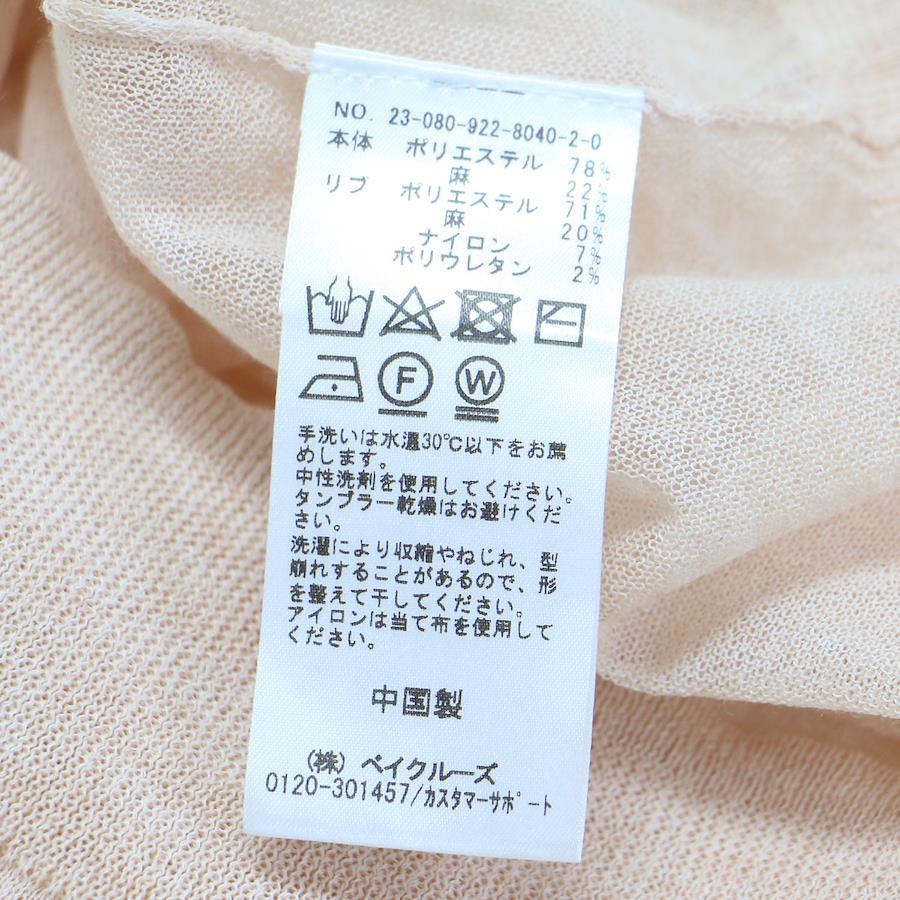 NO. 23-080-922-8040-2-0
本体 ポリエステル 78%
麻 22%
リブ ポリエステル 71%
麻 20%
ナイロン 7%
ポリウレタン 2%
F W
手洗いは水温30℃以下をお薦
めします。
中性洗剤を使用してください。
タンブラー乾燥はお避けくだ
さい。
洗濯により収縮やねじれ、型
崩れすることがあるので、形
を整えて干してください。
アイロンは当て布を使用して
ください。
中国製
(株) ベイクルーズ
0120-301457/カスタマーサポート